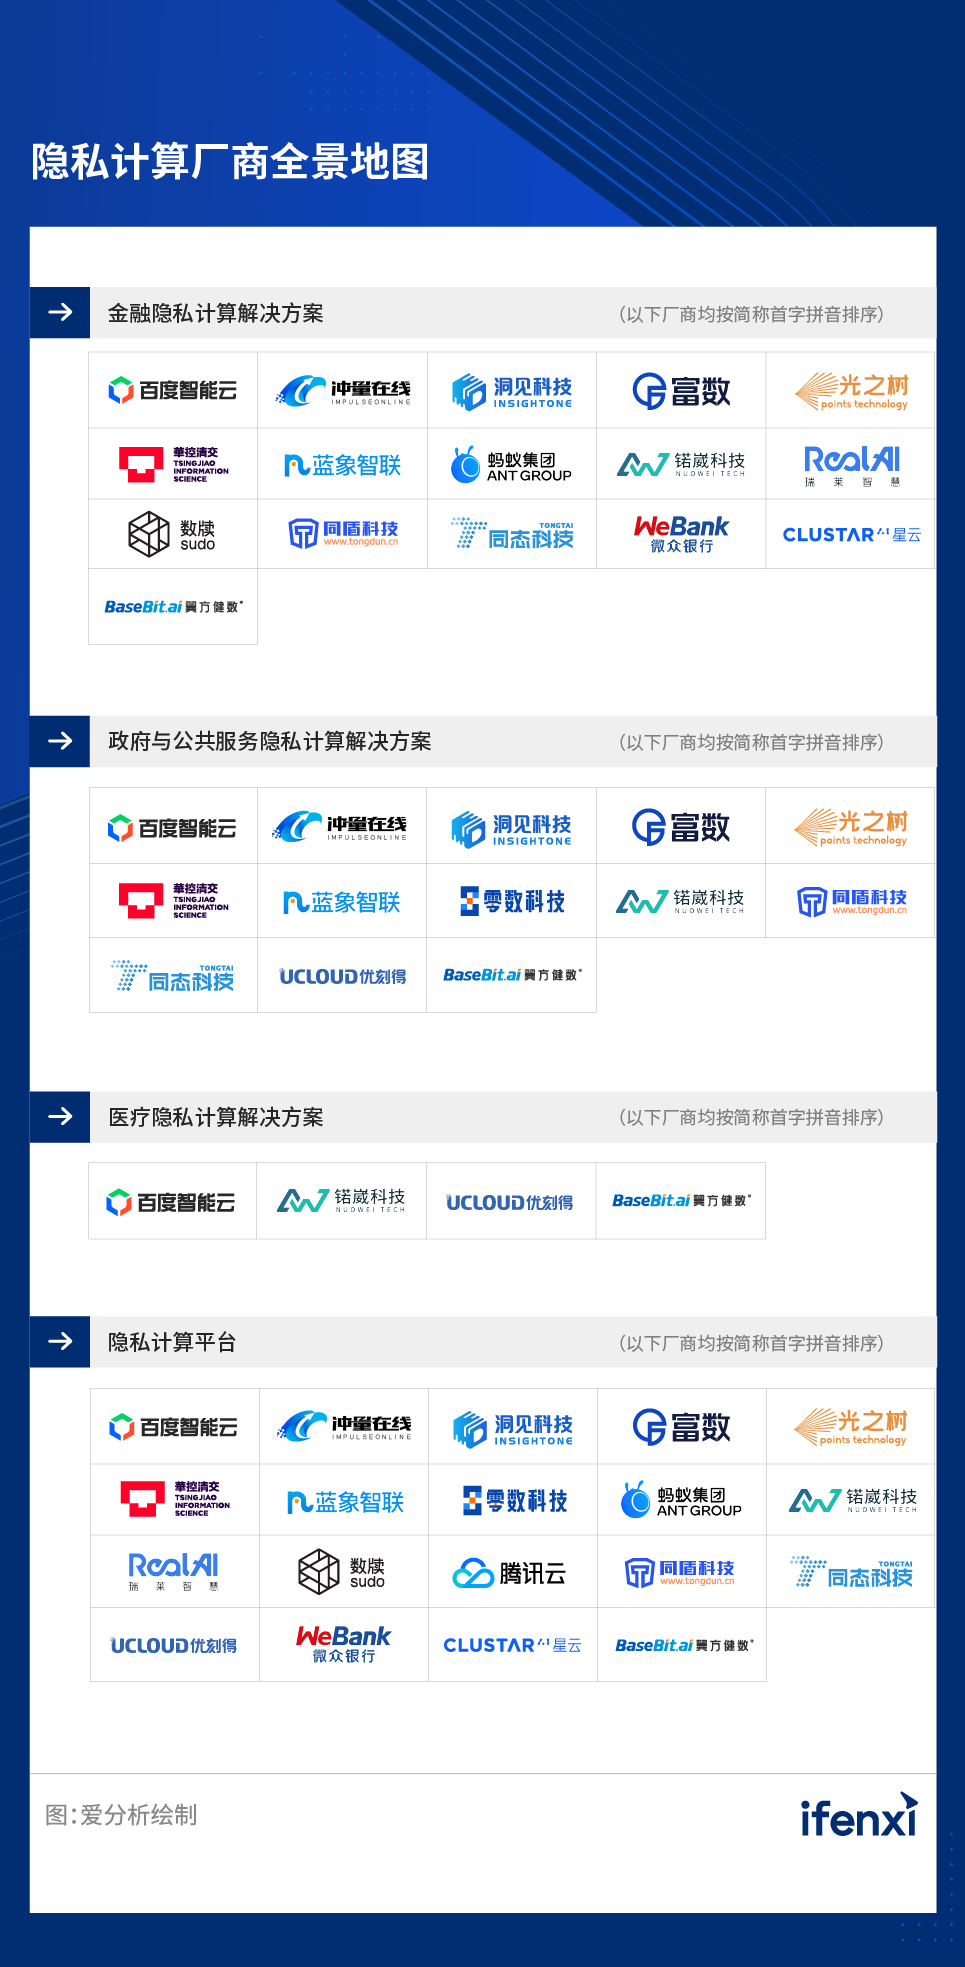 隐私计算厂商全景地图
金融隐私计算解决方案 （以下厂商均按简称首字拼音排序）
百度智能云 冲量在线 洞见科技 富数 光之树
IMPULSEONLINE INSIGHTONE points technology
華控清交 TSINGJIAO INFORMATION SCIENCE 蓝象智联 蚂蚁集团 ANT GROUP 锘崴科技 NUOWEI TECH RealAI 瑞莱智慧
数牍 sudo 同盾科技 www.tongdun.cn TONGTAI 同态科技 WeBank 微众银行 CLUSTAR AI 星云
BaseBit.ai 翼方健数
政府与公共服务隐私计算解决方案 （以下厂商均按简称首字拼音排序）
百度智能云 冲量在线 洞见科技 富数 光之树
IMPULSEONLINE INSIGHTONE points technology
華控清交 TSINGJIAO INFORMATION SCIENCE 蓝象智联 零数科技 锘崴科技 NUOWEI TECH 同盾科技 www.tongdun.cn
TONGTAI 同态科技 UCLOUD优刻得 BaseBit.ai 翼方健数
医疗隐私计算解决方案 （以下厂商均按简称首字拼音排序）
百度智能云 锘崴科技 NUOWEI TECH UCLOUD优刻得 BaseBit.ai 翼方健数
隐私计算平台 （以下厂商均按简称首字拼音排序）
百度智能云 冲量在线 洞见科技 富数 光之树
IMPULSEONLINE INSIGHTONE points technology
華控清交 TSINGJIAO INFORMATION SCIENCE 蓝象智联 零数科技 蚂蚁集团 ANT GROUP 锘崴科技 NUOWEI TECH
RealAI 瑞莱智慧 数牍 sudo 腾讯云 同盾科技 www.tongdun.cn TONGTAI 同态科技
UCLOUD优刻得 WeBank 微众银行 CLUSTAR AI 星云 BaseBit.ai 翼方健数
图：爱分析绘制 ifenxi